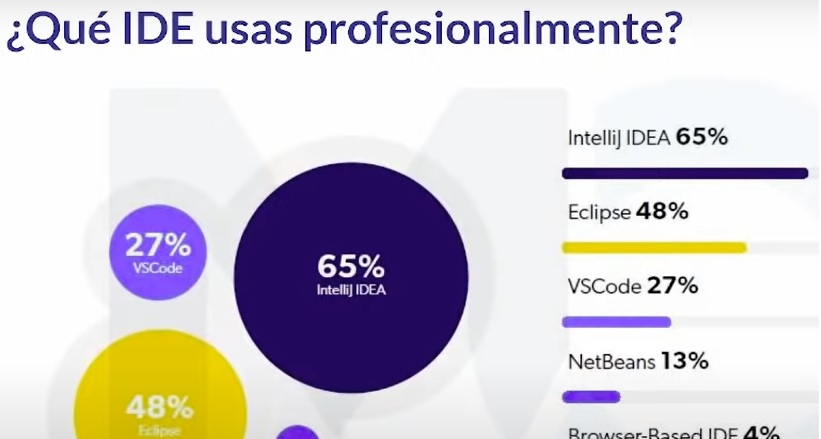 ¿Qué IDE usas profesionalmente?
27%
VSCode
65%
IntelliJ IDEA
48%
Eclipse
IntelliJ IDEA 65%
Eclipse 48%
VSCode 27%
NetBeans 13%
Browser-Based IDE 4%